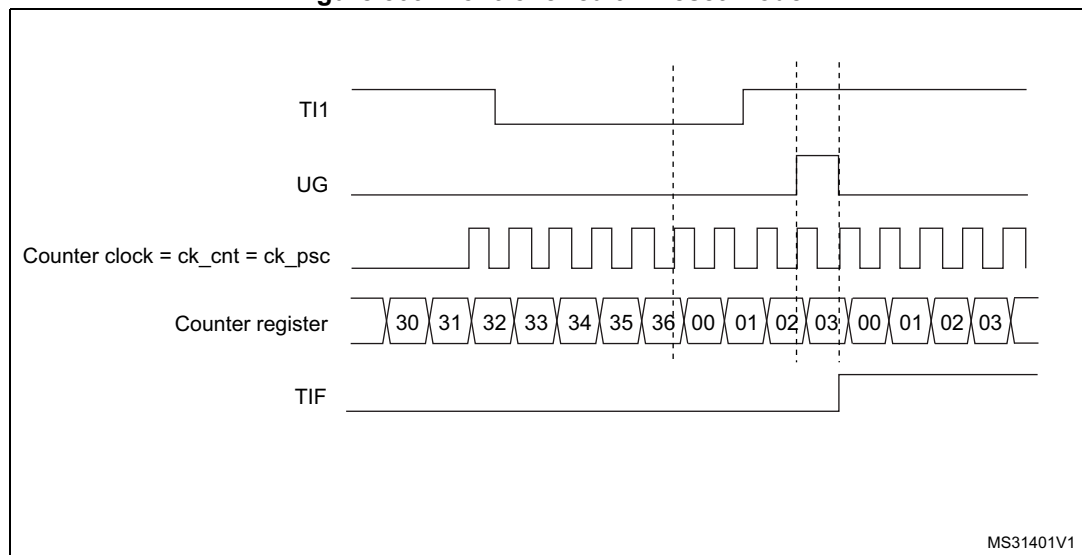 TI1
UG
Counter clock = ck_cnt = ck_psc
Counter register 30 31 32 33 34 35 36 00 01 02 03 00 01 02 03
TIF
MS31401V1